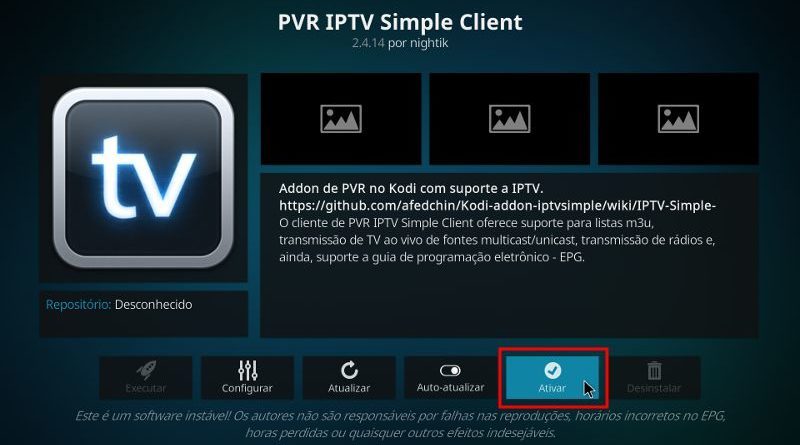 PVR IPTV Simple Client
2.4.14 por nightik
tv
Addon de PVR no Kodi com suporte a IPTV.
https://github.com/afedchin/Kodi-addon-iptvsimple/wiki/IPTV-Simple-
O cliente de PVR IPTV Simple Client oferece suporte para listas m3u,
transmissão de TV ao vivo de fontes multicast/unicast, transmissão de rádios e,
ainda, suporte a guia de programação eletrônico - EPG.
Repositório: Desconhecido
Executar
Configurar
Atualizar
Auto-atualizar
Ativar
Desinstalar
Este é um software instável! Os autores não são responsáveis por falhas nas reproduções, horários incorretos no EPG,
horas perdidas ou quaisquer outros efeitos indesejáveis.